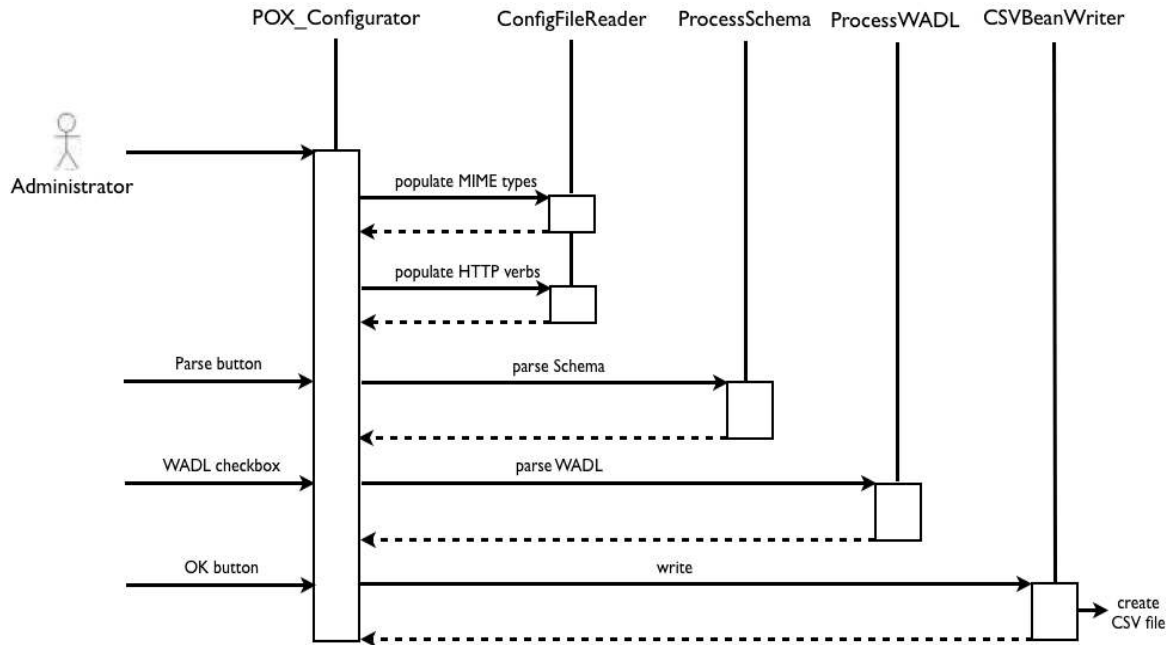 POX_Configurator
ConfigFileReader
ProcessSchema
ProcessWADL
CSVBeanWriter
Administrator
populate MIME types
populate HTTP verbs
Parse button
parse Schema
WADL checkbox
parse WADL
OK button
write
create
CSV file